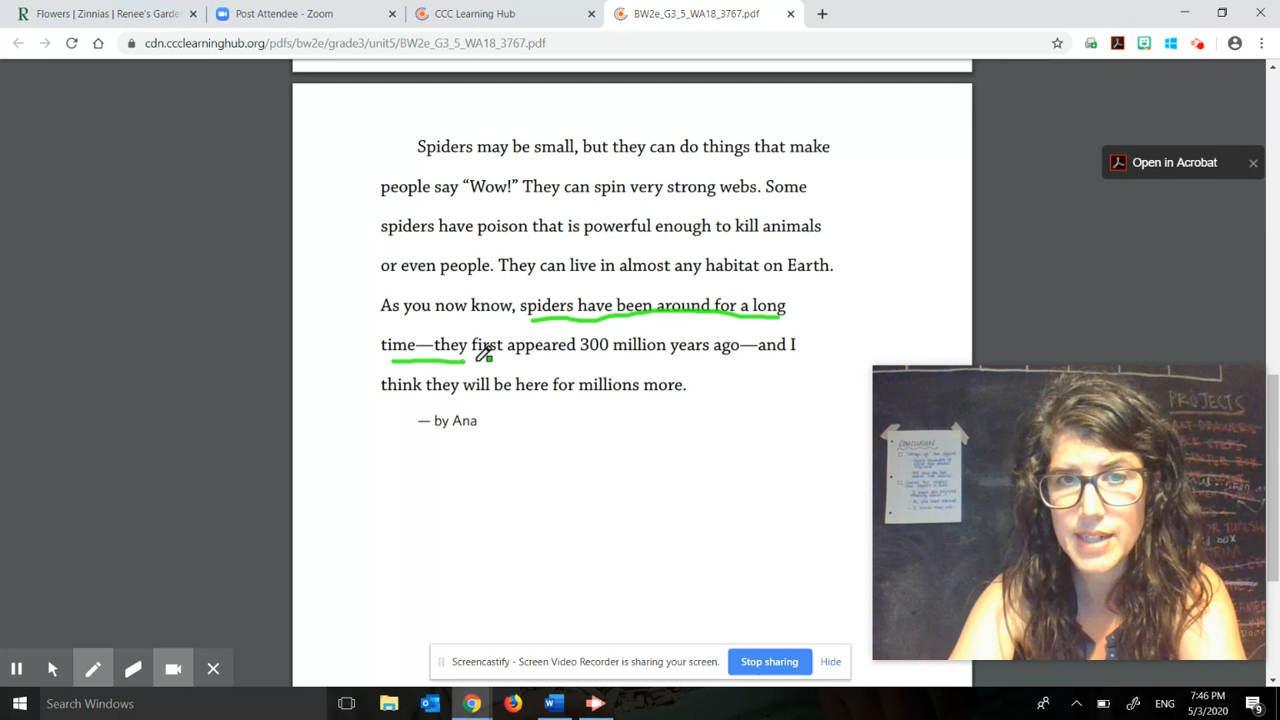 Flowers | Zinnias | Renee's Garde
Post Attendee - Zoom
CCC Learning Hub
BW2e_G3_5_WA18_3767.pdf
cdn.ccclearninghub.org/pdfs/bw2e/grade3/unit5/BW2e_G3_5_WA18_3767.pdf
Open in Acrobat
Spiders may be small, but they can do things that make
people say “Wow!” They can spin very strong webs. Some
spiders have poison that is powerful enough to kill animals
or even people. They can live in almost any habitat on Earth.
As you now know, spiders have been around for a long
time—they first appeared 300 million years ago—and I
think they will be here for millions more.
— by Ana
PROJECTS
CONCLUSION
Screencastify - Screen Video Recorder is sharing your screen.
Stop sharing
Hide
Search Windows
ENG
7:46 PM
5/3/2020
9